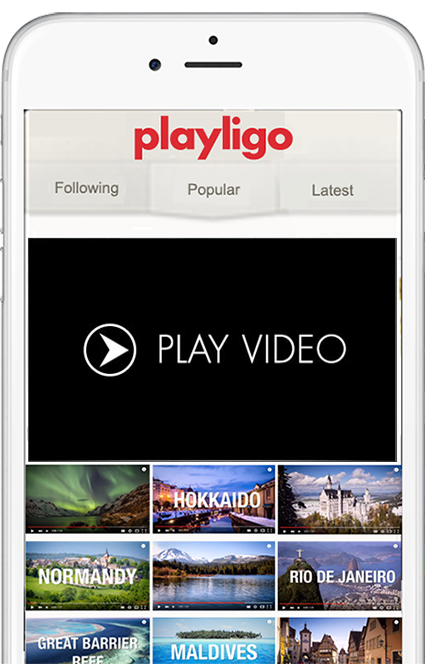 playligo
Following
Popular
Latest
PLAY VIDEO
HOKKAIDO
NORMANDY
RIO DE JANEIRO
GREAT BARRIER
REEF
MALDIVES